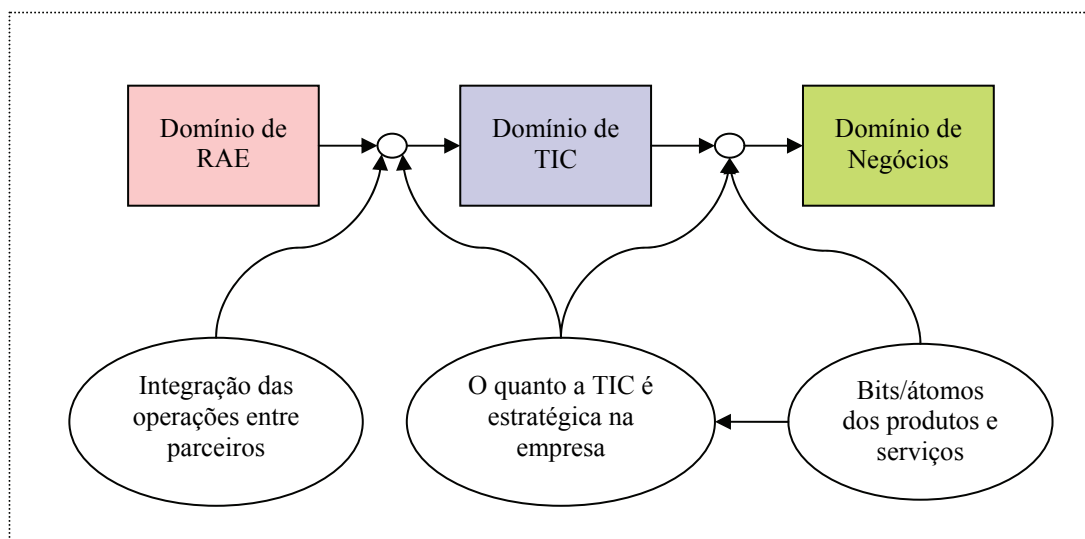 Domínio de
RAE
Domínio de
TIC
Domínio de
Negócios
Integração das
operações entre
parceiros
O quanto a TIC é
estratégica na
empresa
Bits/átomos
dos produtos e
serviços